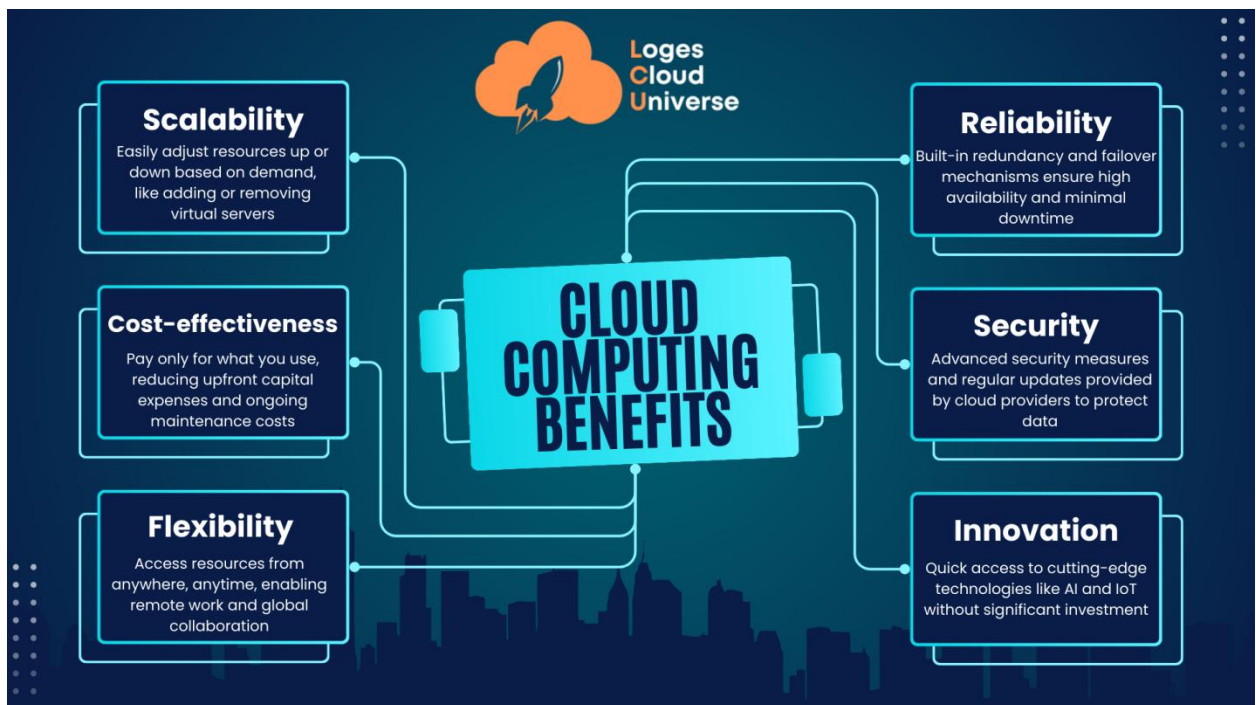 Loges
Cloud
Universe
Scalability
Easily adjust resources up or
down based on demand,
like adding or removing
virtual servers
Cost-effectiveness
Pay only for what you use,
reducing upfront capital
expenses and ongoing
maintenance costs
Flexibility
Access resources from
anywhere, anytime, enabling
remote work and global
collaboration
CLOUD
COMPUTING
BENEFITS
Reliability
Built-in redundancy and failover
mechanisms ensure high
availability and minimal
downtime
Security
Advanced security measures
and regular updates provided
by cloud providers to protect
data
Innovation
Quick access to cutting-edge
technologies like AI and IoT
without significant investment